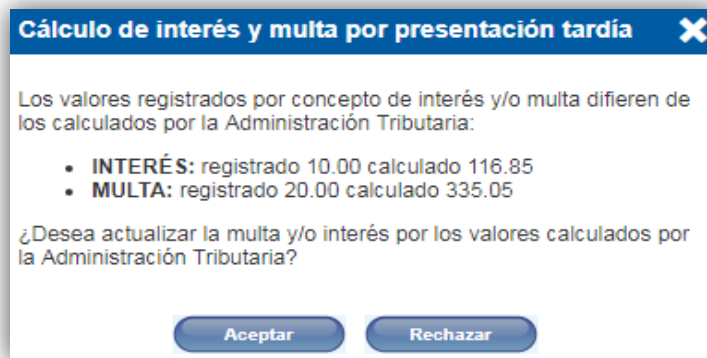 Cálculo de interés y multa por presentación tardía
Los valores registrados por concepto de interés y/o multa difieren de
los calculados por la Administración Tributaria:
• INTERÉS: registrado 10.00 calculado 116.85
• MULTA: registrado 20.00 calculado 335.05
¿Desea actualizar la multa y/o interés por los valores calculados por
la Administración Tributaria?
Aceptar Rechazar